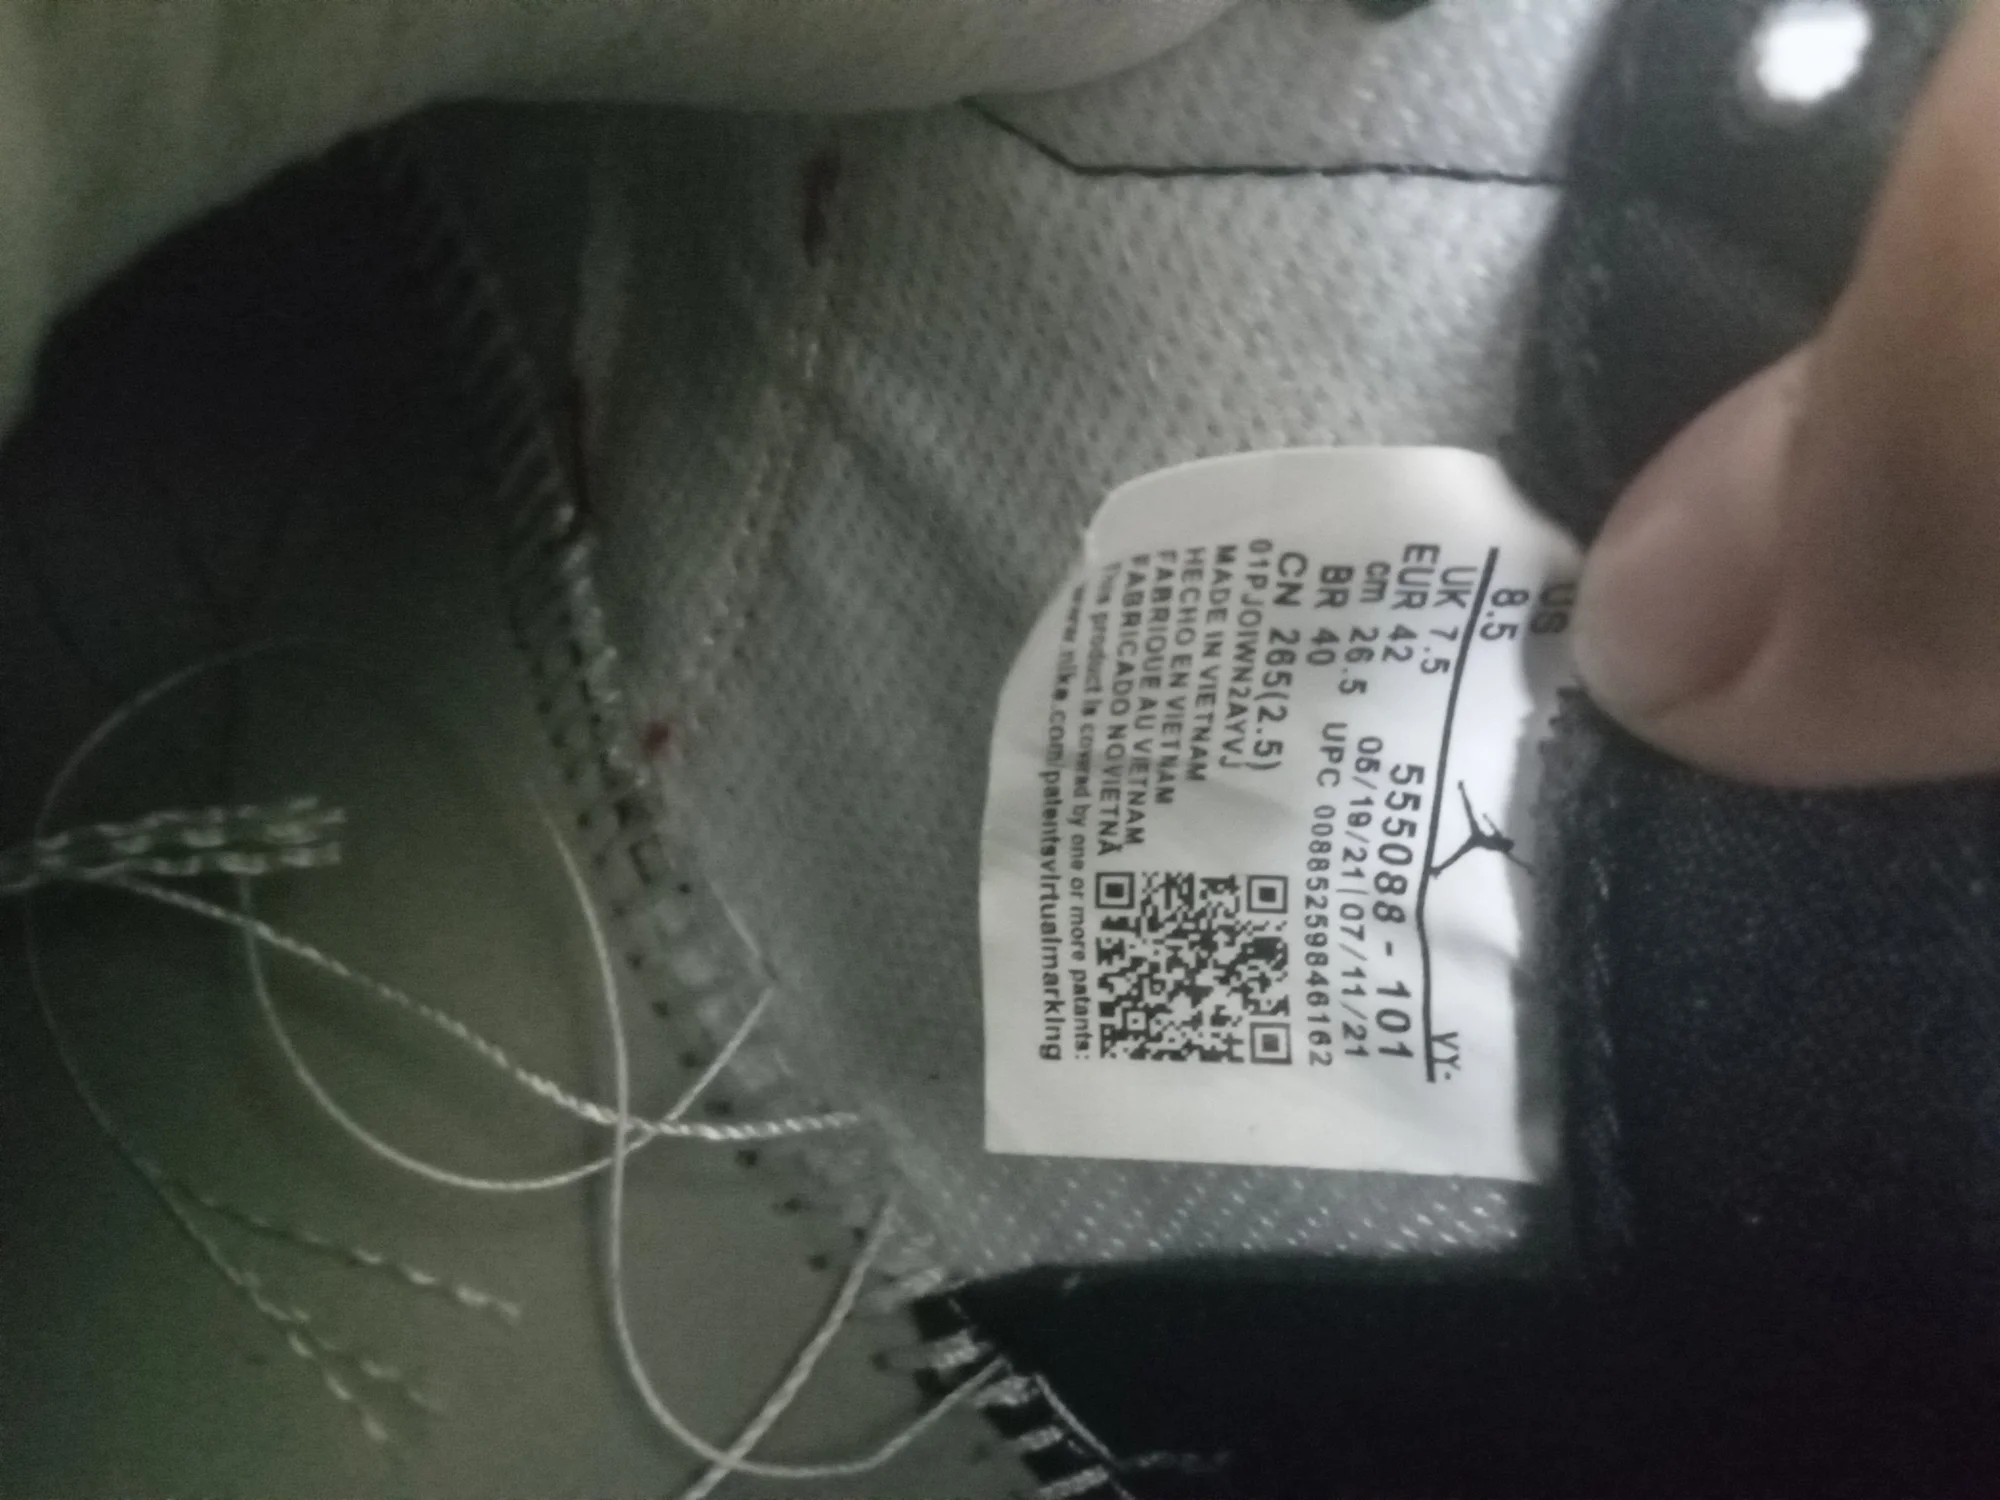 US
8.5
YY-
UK 7.5
EUR 42
555088 - 101
cm 26.5
05/19/21|07/11/21
BR 40
UPC 00885259846162
CN 265(2.5)
01PJOIWN2AYVJ
MADE IN VIETNAM
HECHO EN VIETNAM
FABRIQUE AU VIETNAM
FABRICADO NO VIETNÃ
This product is covered by one or more patents:
www.nike.com/patentsvirtualmarking